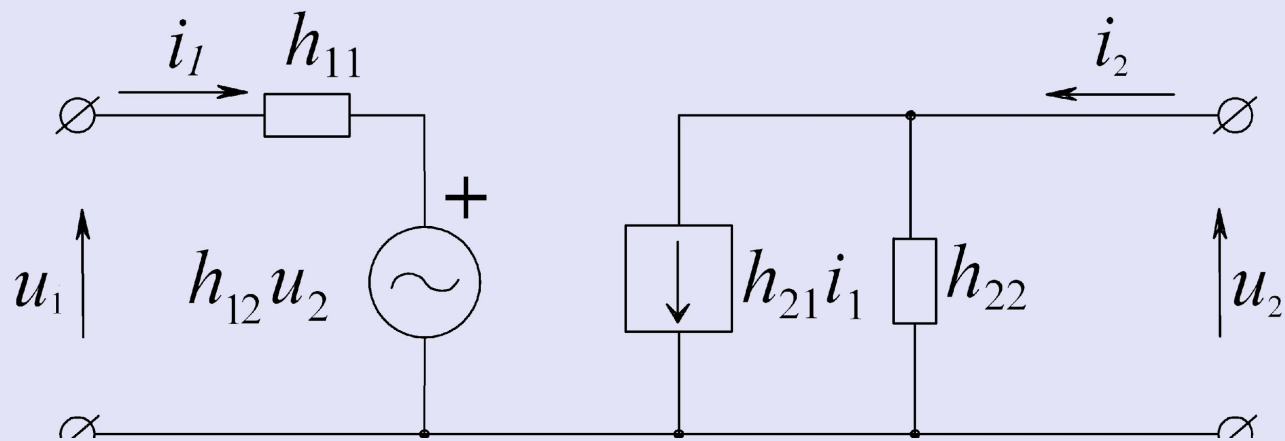 i₁ h₁₁ i₂
+
u₁ h₁₂u₂ h₂₁i₁ h₂₂ u₂